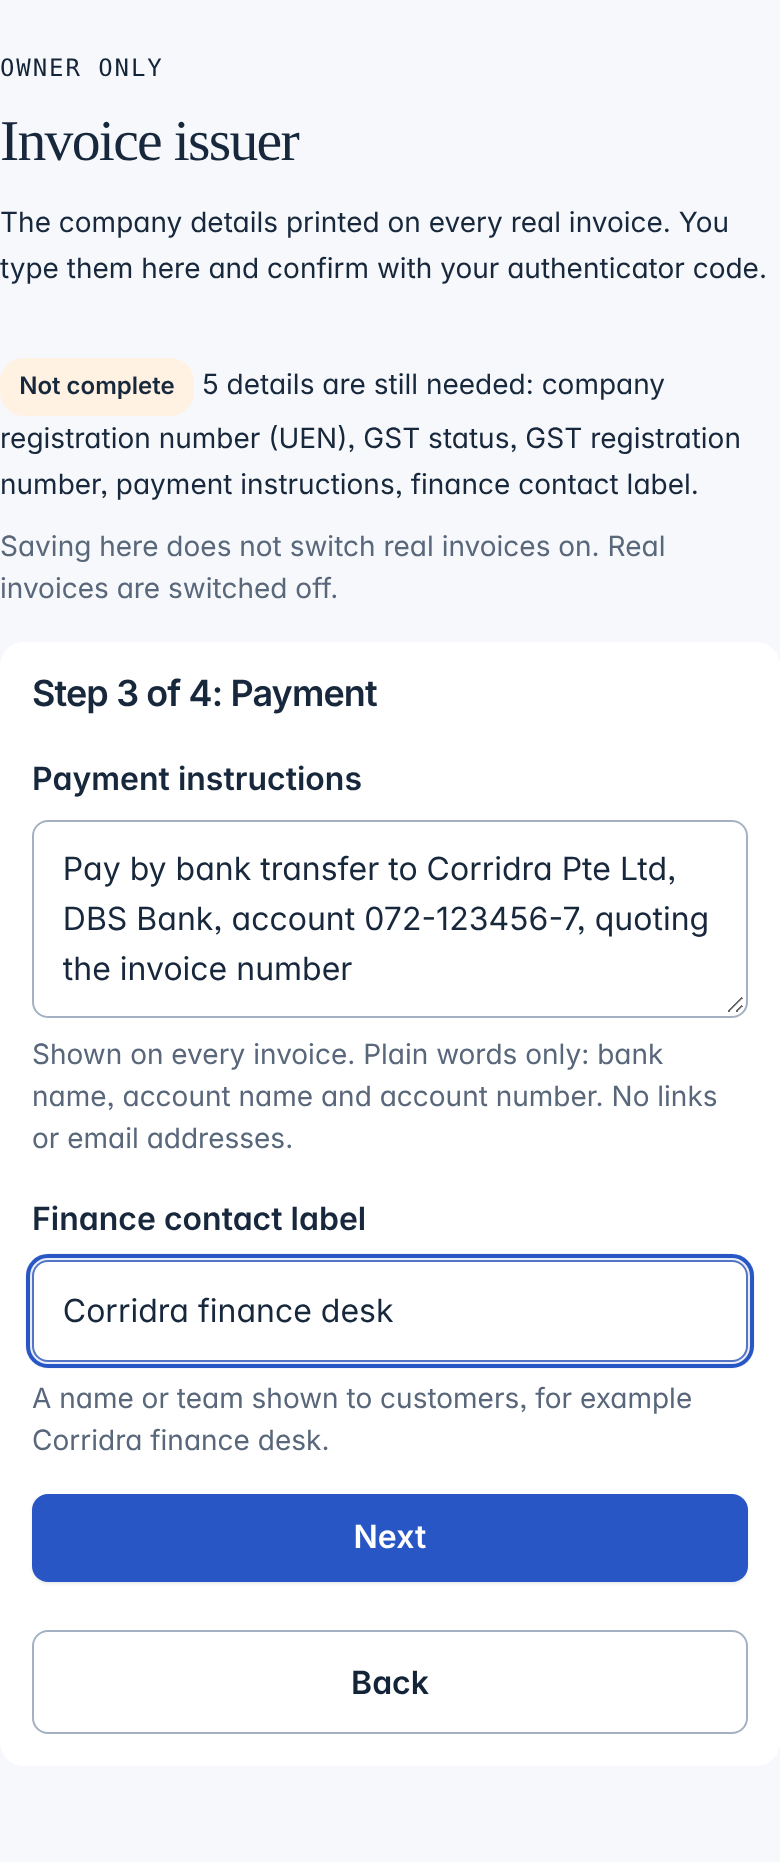 OWNER ONLY
Invoice issuer
The company details printed on every real invoice. You
type them here and confirm with your authenticator code.
Not complete 5 details are still needed: company
registration number (UEN), GST status, GST registration
number, payment instructions, finance contact label.
Saving here does not switch real invoices on. Real
invoices are switched off.
Step 3 of 4: Payment
Payment instructions
Pay by bank transfer to Corridra Pte Ltd,
DBS Bank, account 072-123456-7, quoting
the invoice number
Shown on every invoice. Plain words only: bank
name, account name and account number. No links
or email addresses.
Finance contact label
Corridra finance desk
A name or team shown to customers, for example
Corridra finance desk.
Next
Back